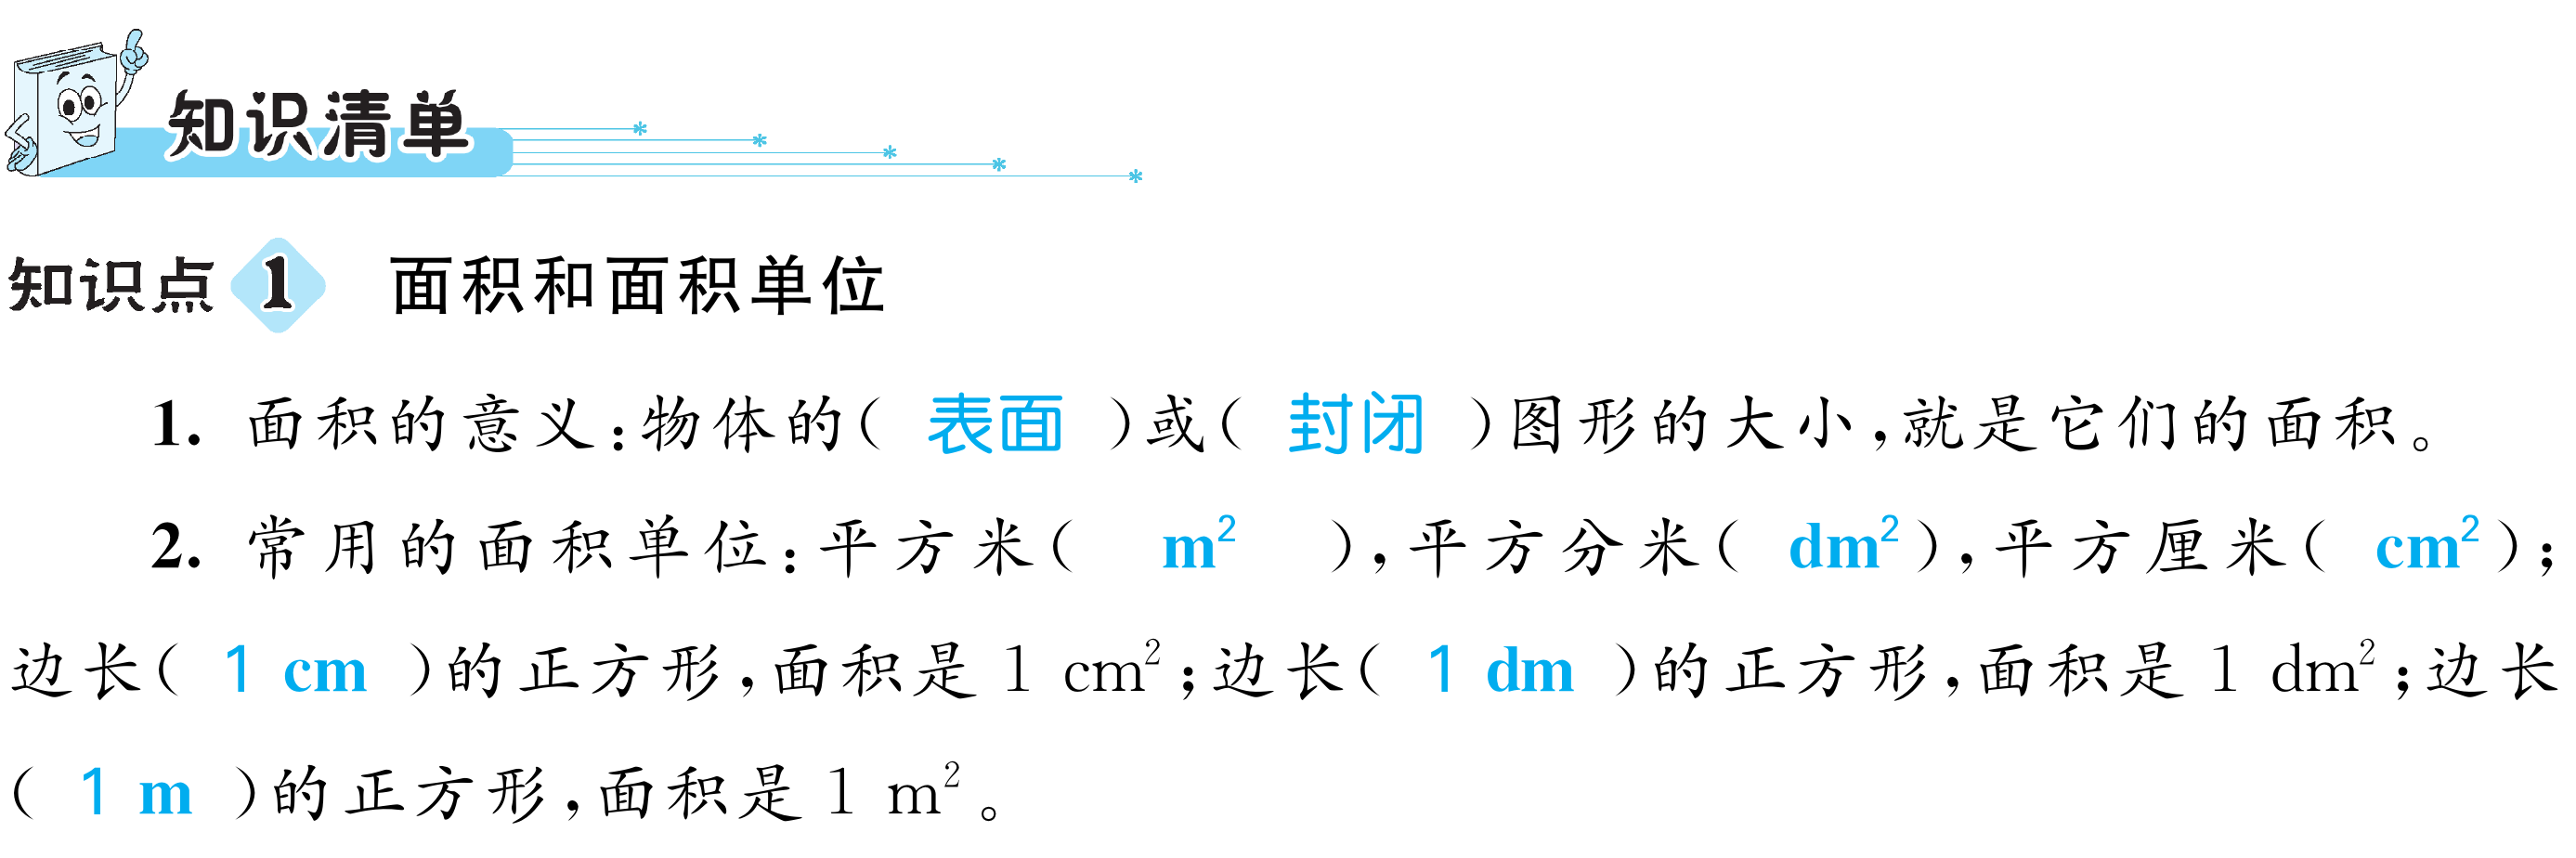 知识清单
知识点 1 面积和面积单位
1. 面积的意义:物体的( 表面 )或( 封闭 )图形的大小,就是它们的面积。
2. 常用的面积单位:平方米( m² ),平方分米( dm²),平方厘米( cm²);
边长( 1 cm )的正方形,面积是 1 cm²;边长( 1 dm )的正方形,面积是 1 dm²;边长
( 1 m )的正方形,面积是 1 m²。